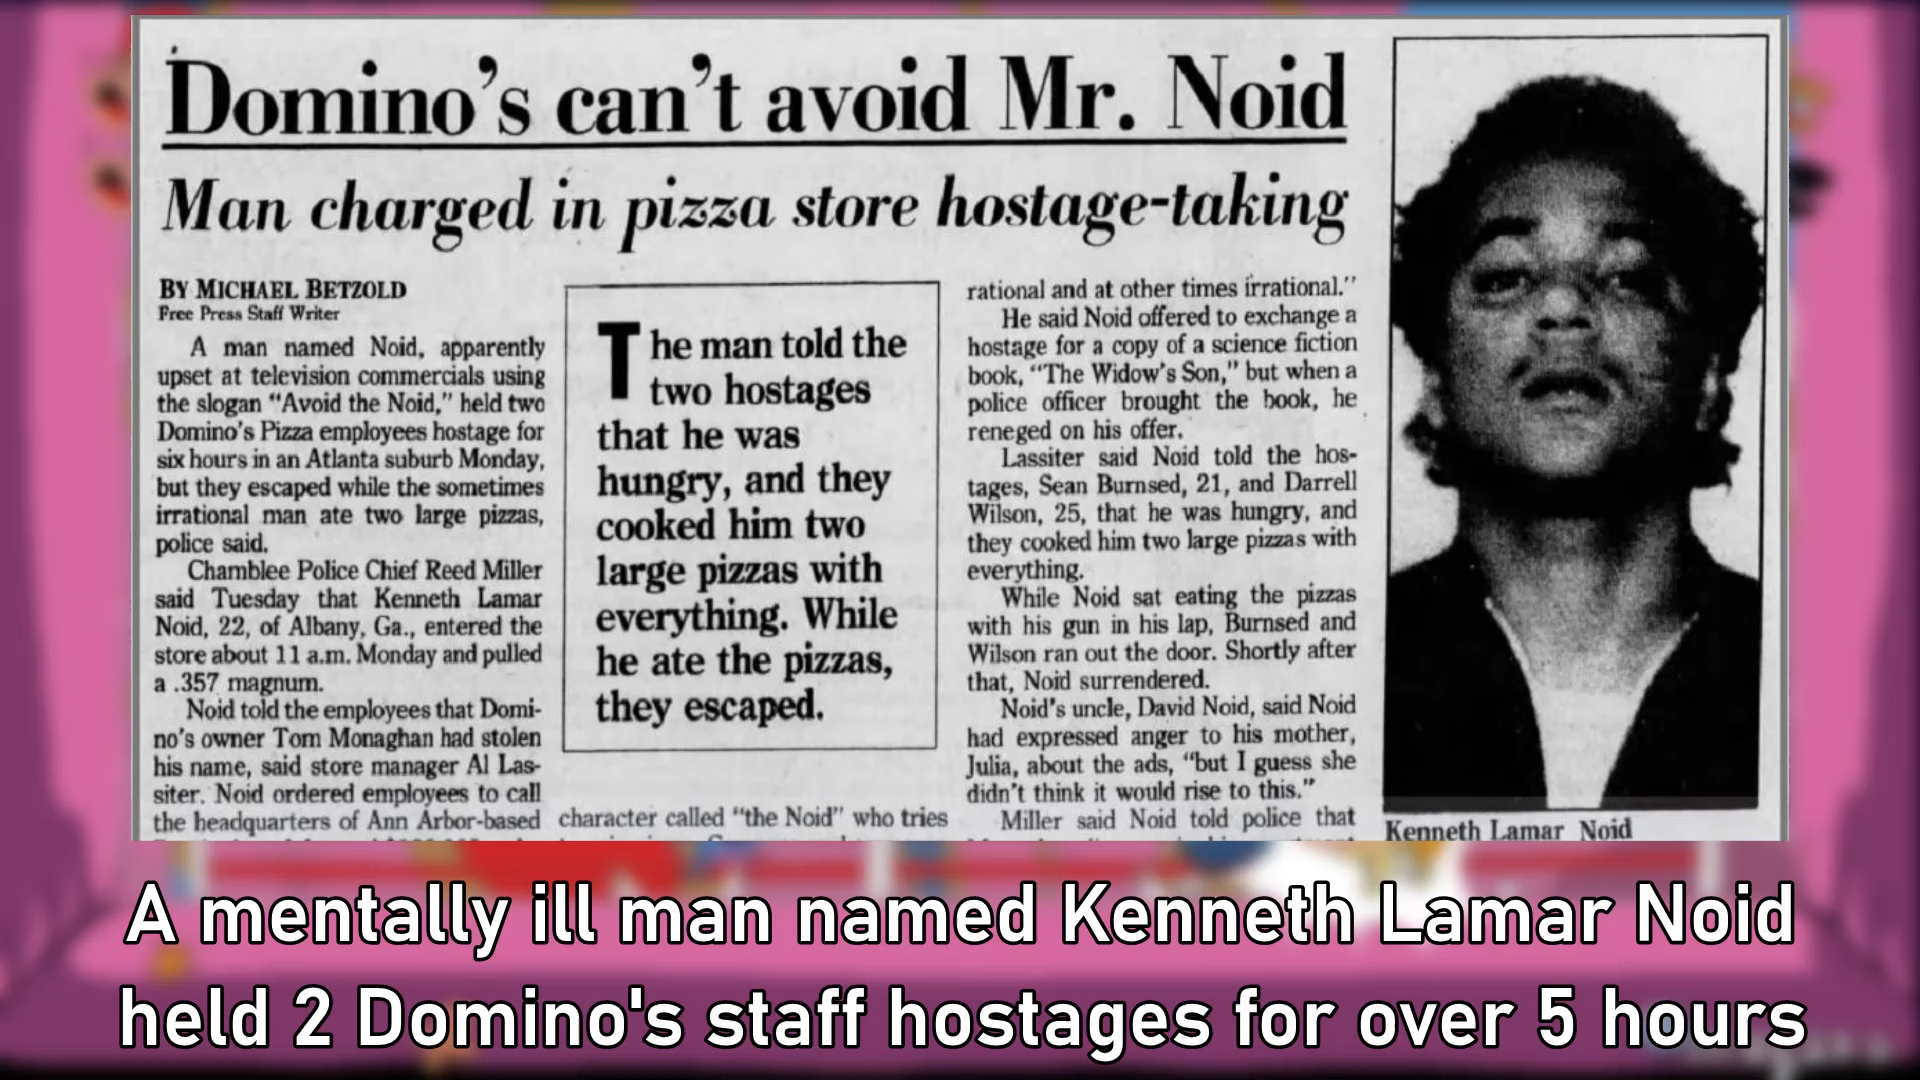 Domino's can't avoid Mr. Noid
Man charged in pizza store hostage-taking
BY MICHAEL BETZOLD
Free Press Staff Writer
A man named Noid, apparently
upset at television commercials using
the slogan "Avoid the Noid," held two
Domino's Pizza employees hostage for
six hours in an Atlanta suburb Monday,
but they escaped while the sometimes
irrational man ate two large pizzas,
police said.
Chamblee Police Chief Reed Miller
said Tuesday that Kenneth Lamar
Noid, 22, of Albany, Ga., entered the
store about 11 a.m. Monday and pulled
a .357 magnum.
Noid told the employees that Domi-
no's owner Tom Monaghan had stolen
his name, said store manager Al Las-
siter. Noid ordered employees to call
the headquarters of Ann Arbor-based
The man told the
two hostages
that he was
hungry, and they
cooked him two
large pizzas with
everything. While
he ate the pizzas,
they escaped.
character called "the Noid" who tries
rational and at other times irrational."
He said Noid offered to exchange a
hostage for a copy of a science fiction
book, "The Widow's Son," but when a
police officer brought the book, he
reneged on his offer.
Lassiter said Noid told the hos-
tages, Sean Burnsed, 21, and Darrell
Wilson, 25, that he was hungry, and
they cooked him two large pizzas with
everything.
While Noid sat eating the pizzas
with his gun in his lap, Burnsed and
Wilson ran out the door. Shortly after
that, Noid surrendered.
Noid's uncle, David Noid, said Noid
had expressed anger to his mother,
Julia, about the ads, "but I guess she
didn't think it would rise to this."
Miller said Noid told police that
Kenneth Lamar Noid
A mentally ill man named Kenneth Lamar Noid
held 2 Domino's staff hostages for over 5 hours